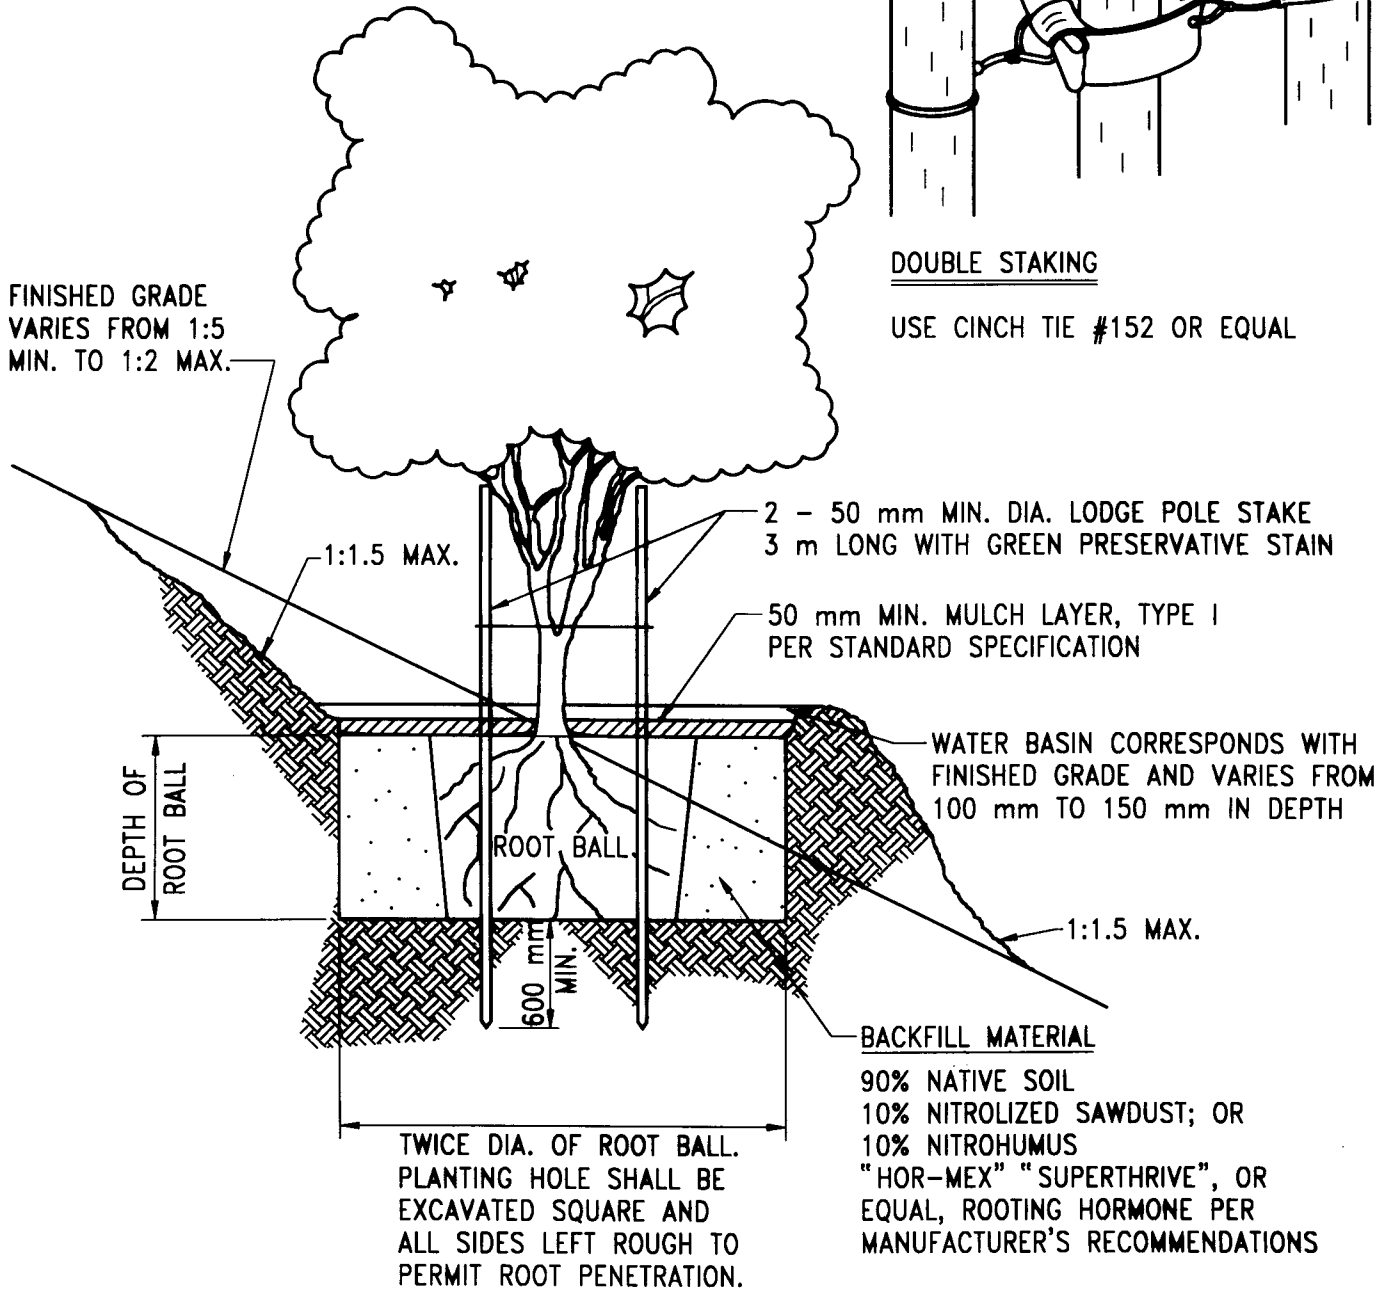 DOUBLE STAKING
USE CINCH TIE #152 OR EQUAL
FINISHED GRADE
VARIES FROM 1:5
MIN. TO 1:2 MAX.
1:1.5 MAX.
2 - 50 mm MIN. DIA. LODGE POLE STAKE
3 m LONG WITH GREEN PRESERVATIVE STAIN
50 mm MIN. MULCH LAYER, TYPE I
PER STANDARD SPECIFICATION
WATER BASIN CORRESPONDS WITH
FINISHED GRADE AND VARIES FROM
100 mm TO 150 mm IN DEPTH
DEPTH OF
ROOT BALL
ROOT BALL
1:1.5 MAX.
600 mm
MIN.
BACKFILL MATERIAL
90% NATIVE SOIL
10% NITROLIZED SAWDUST; OR
10% NITROHUMUS
"HOR-MEX" "SUPERTHRIVE", OR
EQUAL, ROOTING HORMONE PER
MANUFACTURER'S RECOMMENDATIONS
TWICE DIA. OF ROOT BALL.
PLANTING HOLE SHALL BE
EXCAVATED SQUARE AND
ALL SIDES LEFT ROUGH TO
PERMIT ROOT PENETRATION.